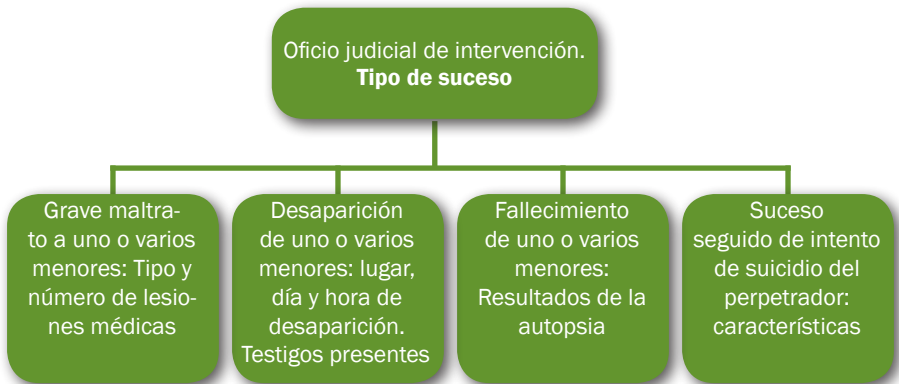 Oficio judicial de intervención.
Tipo de suceso
Grave maltra-
to a uno o varios
menores: Tipo y
número de lesio-
nes médicas
Desaparición
de uno o varios
menores: lugar,
día y hora de
desaparición.
Testigos presentes
Fallecimiento
de uno o varios
menores:
Resultados de la
autopsia
Suceso
seguido de intento
de suicidio del
perpetrador:
características